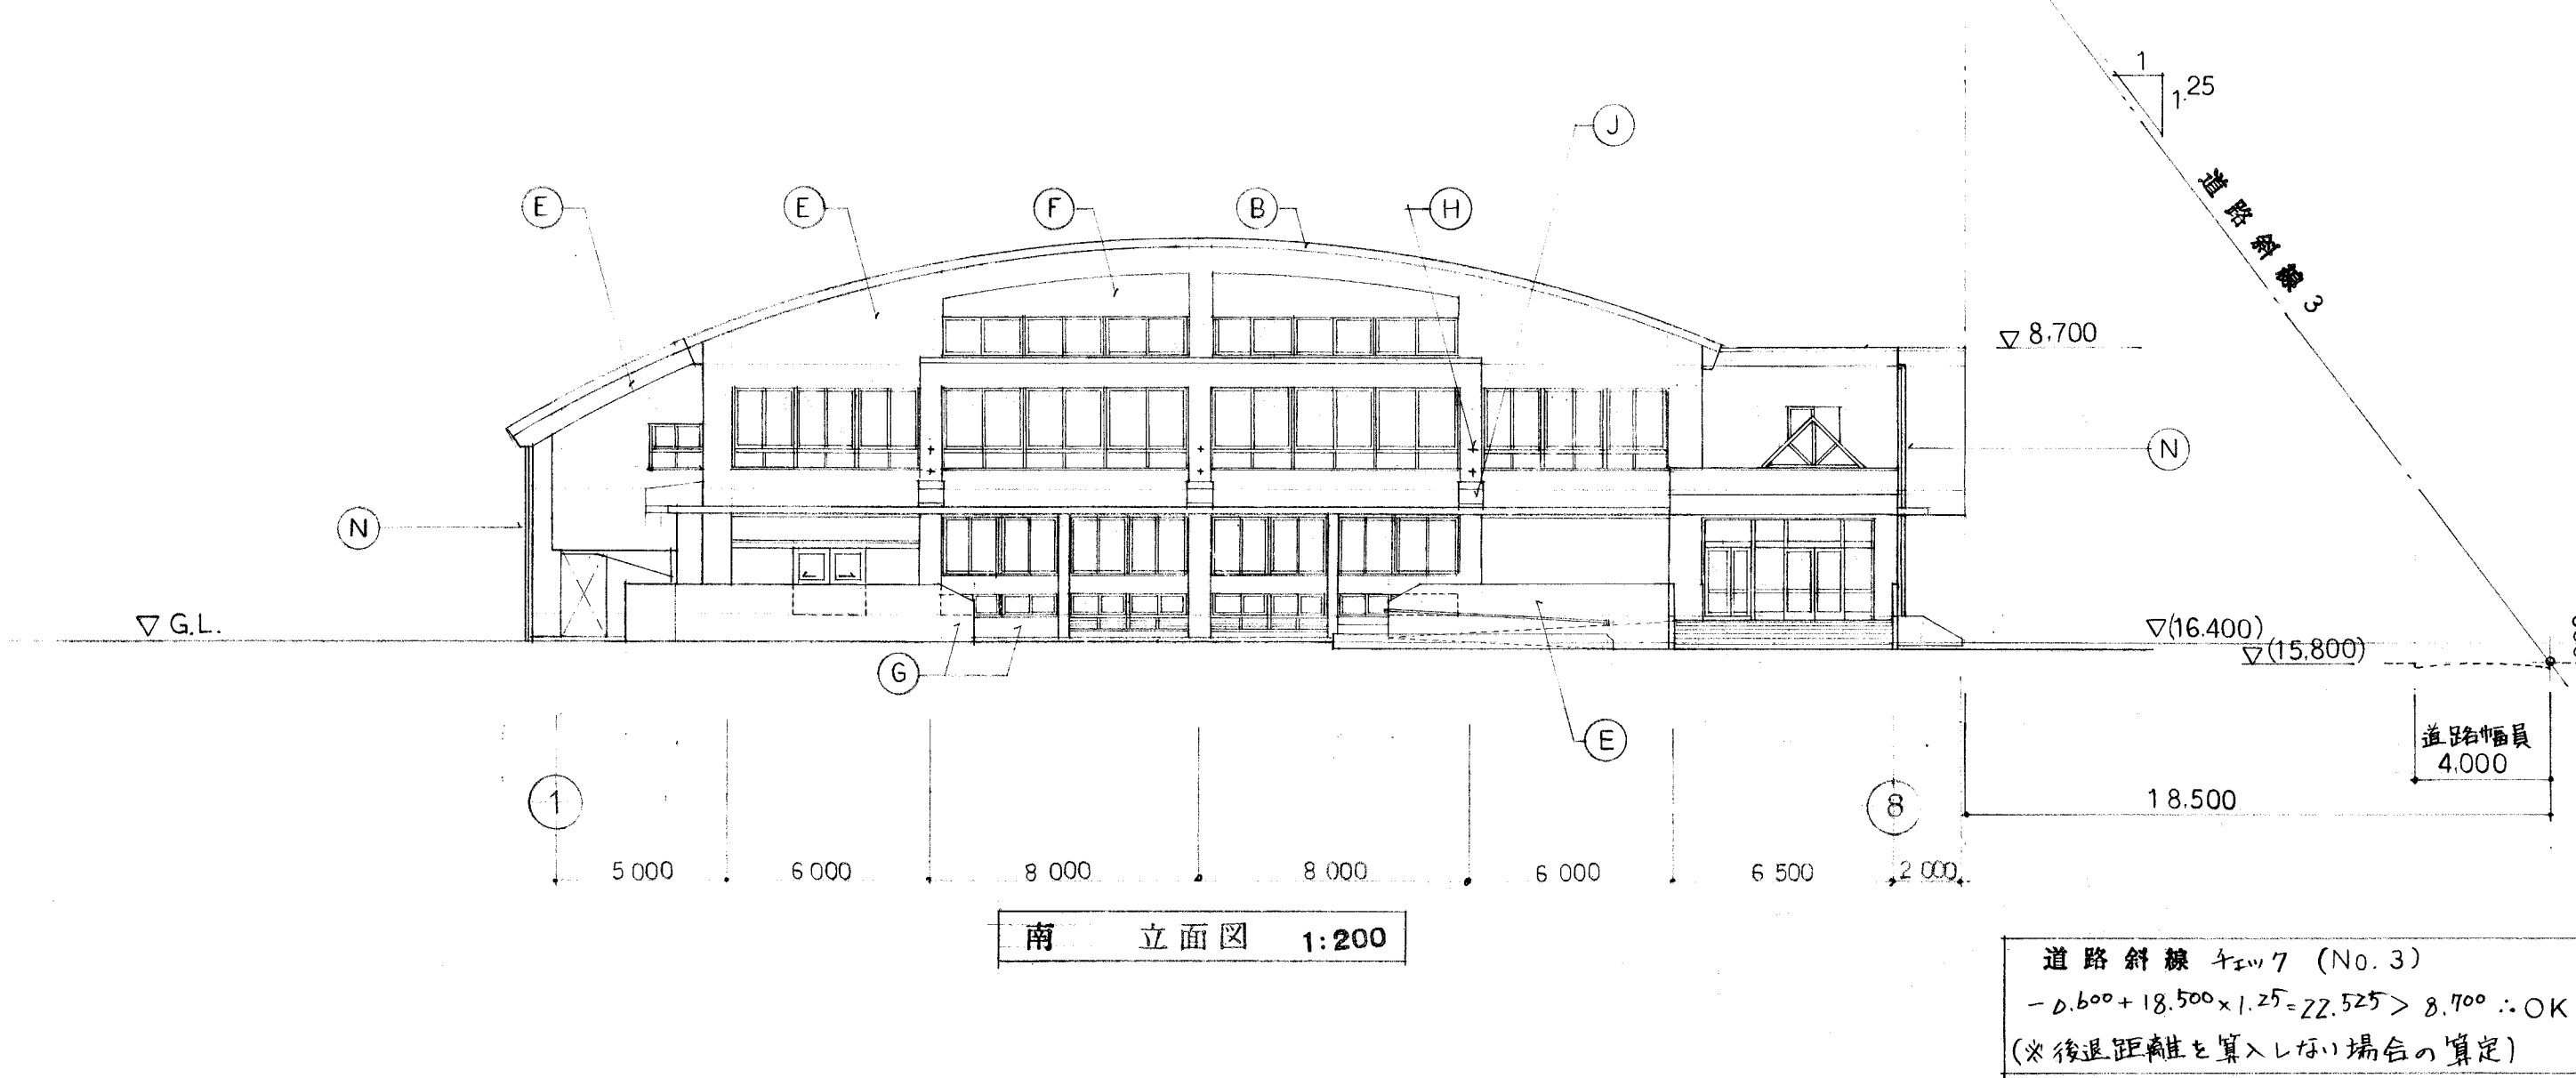 1
1.25
J
E
E
F
B
H
道路斜線 3
▽ 8,700
N
N
▽ G.L.
▽(16.400)
▽(15,800)
G
E
道路幅員
4,000
18,500
1
8
5 000
6 000
8 000
8 000
6 000
6 500
2 000
南 立面図 1:200
道路斜線 チェック (No. 3)
-0.600+18.500×1.25=22.525> 8.700 ∴OK
(※後退距離を算入しない場合の算定)